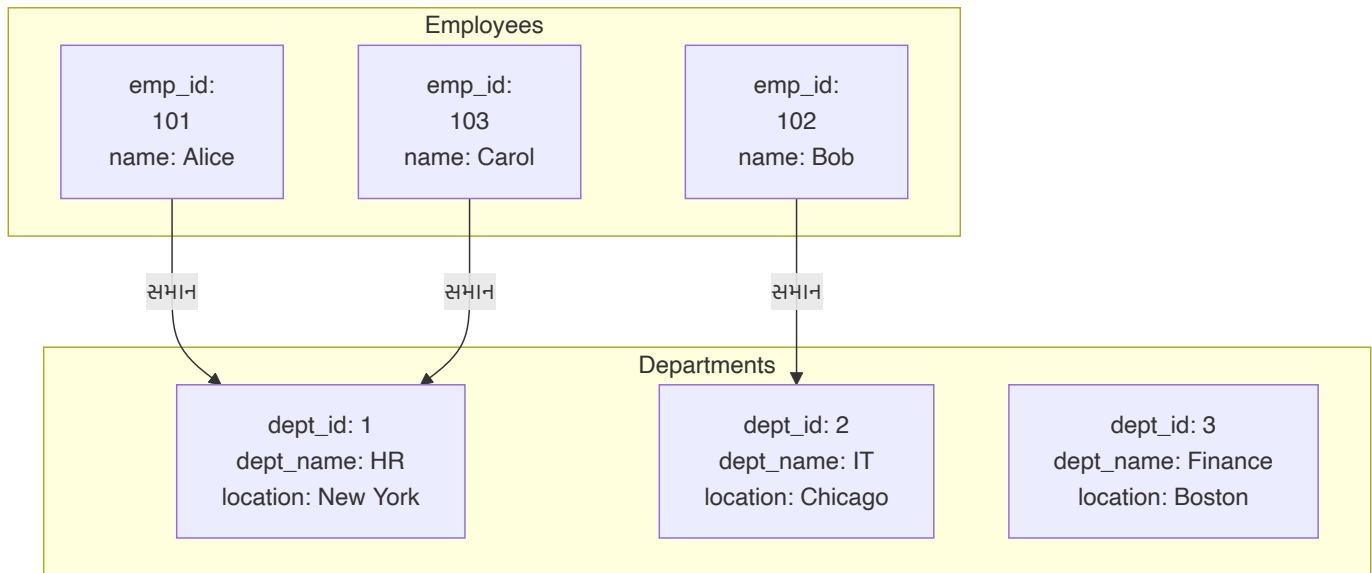 Employees
emp_id:
101
name: Alice
emp_id:
103
name: Carol
emp_id:
102
name: Bob
સમાન
સમાન
સમાન
Departments
dept_id: 1
dept_name: HR
location: New York
dept_id: 2
dept_name: IT
location: Chicago
dept_id: 3
dept_name: Finance
location: Boston